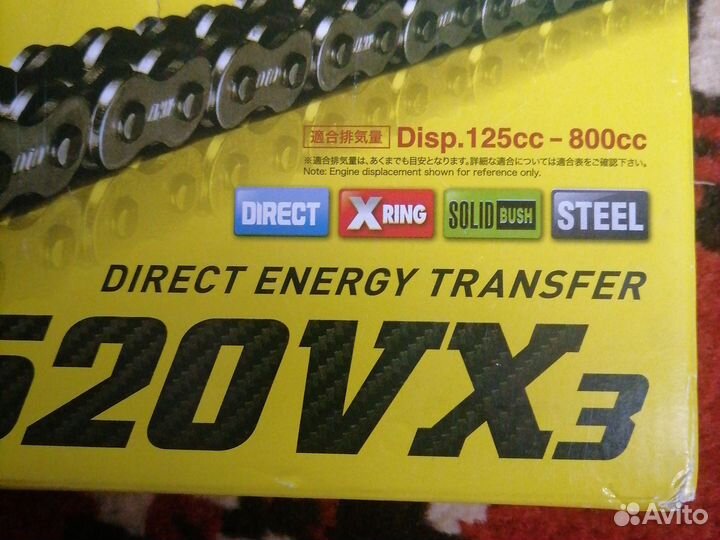 適合排気量 Disp.125cc - 800cc
※適合排気量は、あくまでも目安となります。詳細な適合については適合表をご確認下さい。
Note: Engine displacement shown for reference only.
DIRECT X RING SOLID BUSH STEEL
DIRECT ENERGY TRANSFER
520VX3
Avito